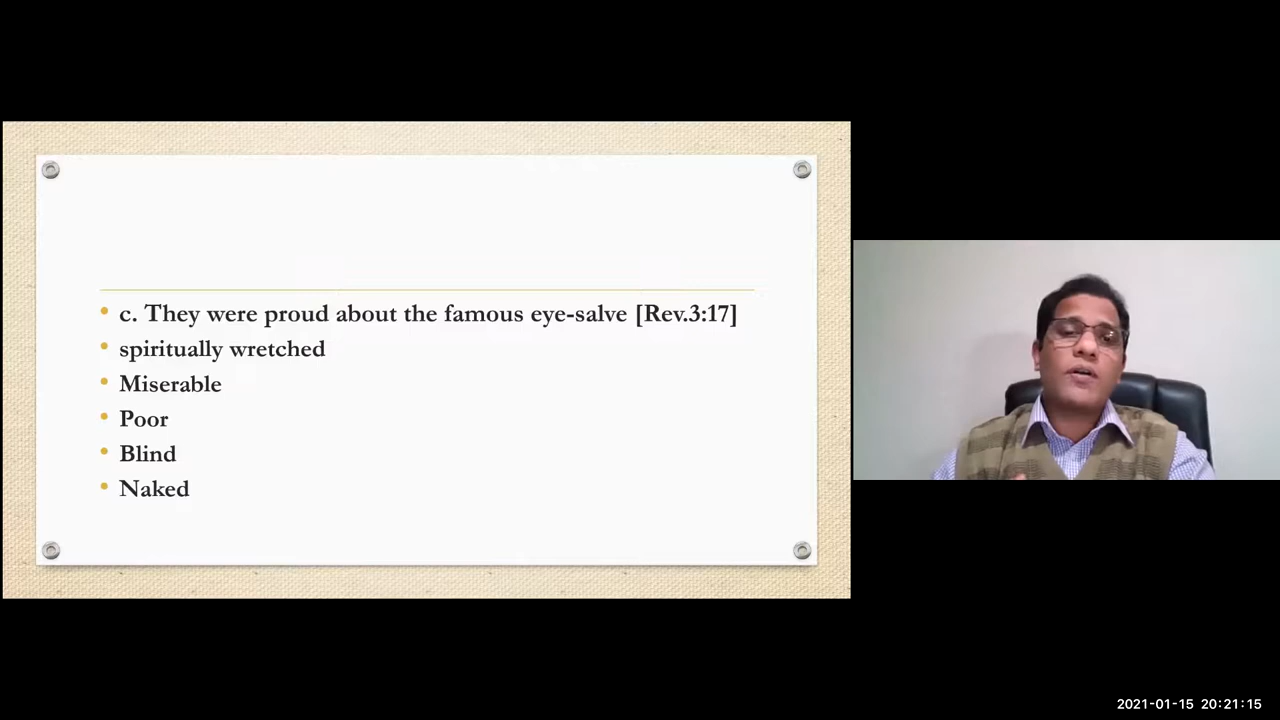 • c. They were proud about the famous eye-salve [Rev.3:17]
• spiritually wretched
• Miserable
• Poor
• Blind
• Naked
2021-01-15 20:21:15